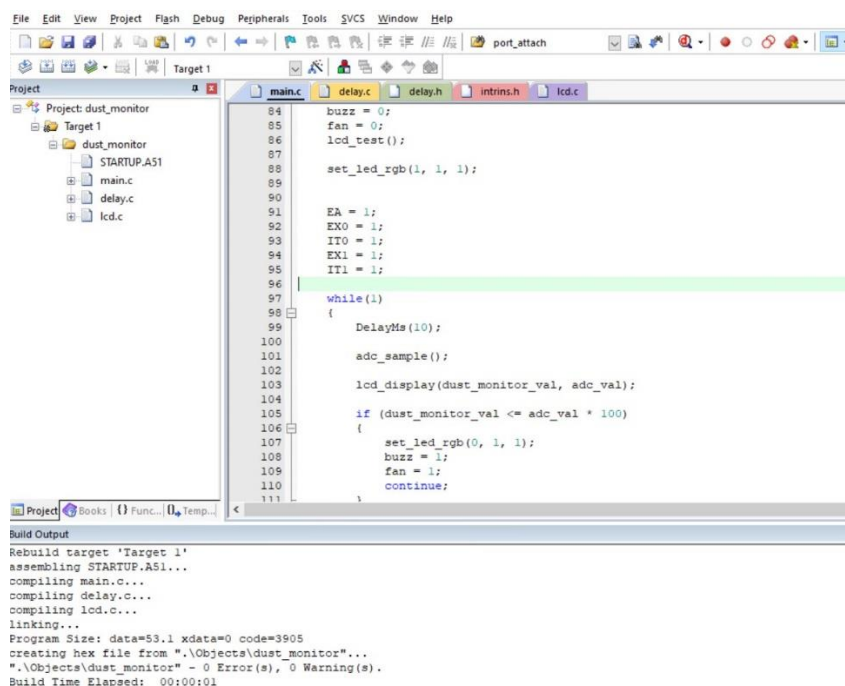 File Edit View Project Flash Debug Peripherals Tools SVCS Window Help
port_attach
LOAD Target 1
Project
Project: dust_monitor
Target 1
dust_monitor
STARTUP.A51
main.c
delay.c
lcd.c
Project Books {} Func... Temp...
main.c delay.c delay.h intrins.h lcd.c
84 buzz = 0;
85 fan = 0;
86 lcd_test();
87
88 set_led_rgb(1, 1, 1);
89
90
91 EA = 1;
92 EX0 = 1;
93 IT0 = 1;
94 EX1 = 1;
95 IT1 = 1;
96
97 while(1)
98 {
99 DelayMs(10);
100
101 adc_sample();
102
103 lcd_display(dust_monitor_val, adc_val);
104
105 if (dust_monitor_val <= adc_val * 100)
106 {
107 set_led_rgb(0, 1, 1);
108 buzz = 1;
109 fan = 1;
110 continue;
111 }
Build Output
Rebuild target 'Target 1'
assembling STARTUP.A51...
compiling main.c...
compiling delay.c...
compiling lcd.c...
linking...
Program Size: data=53.1 xdata=0 code=3905
creating hex file from ".\Objects\dust_monitor"...
".\Objects\dust_monitor" - 0 Error(s), 0 Warning(s).
Build Time Elapsed: 00:00:01